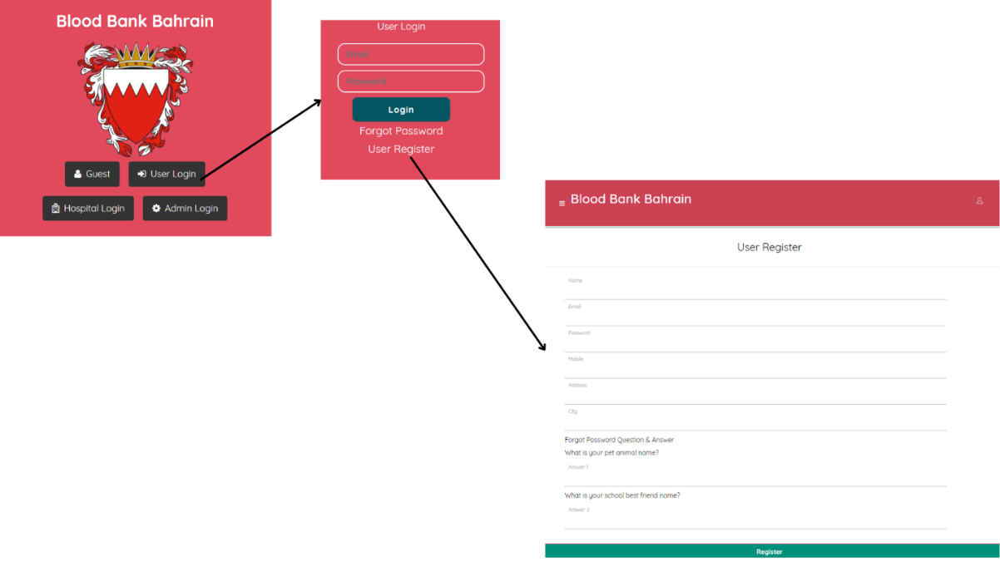 Blood Bank Bahrain
Guest
User Login
Hospital Login
Admin Login
User Login
Email
Password
Login
Forgot Password
User Register
Blood Bank Bahrain
User Register
Name
Email
Password
Mobile
Address
City
Forgot Password Question & Answer
What is your pet animal name?
Answer 1
What is your school best friend name?
Answer 2
Register